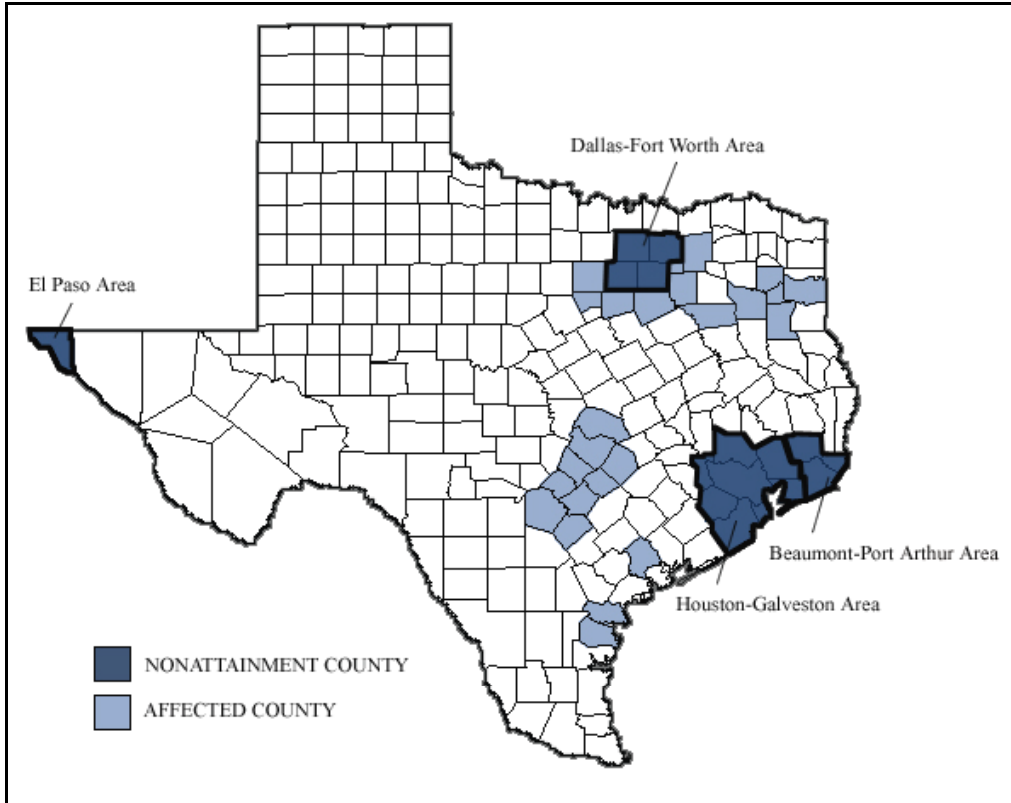 Dallas-Fort Worth Area
El Paso Area
Beaumont-Port Arthur Area
Houston-Galveston Area
NONATTAINMENT COUNTY
AFFECTED COUNTY